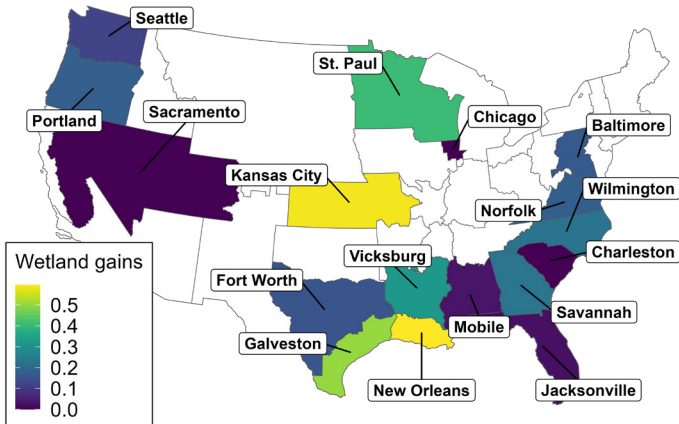 Seattle
St. Paul
Sacramento
Chicago
Portland
Baltimore
Kansas City
Wilmington
Norfolk
Wetland gains
Vicksburg
Charleston
Fort Worth
Savannah
0.5
0.4
Mobile
0.3
Galveston
0.2
New Orleans
Jacksonville
0.1
0.0